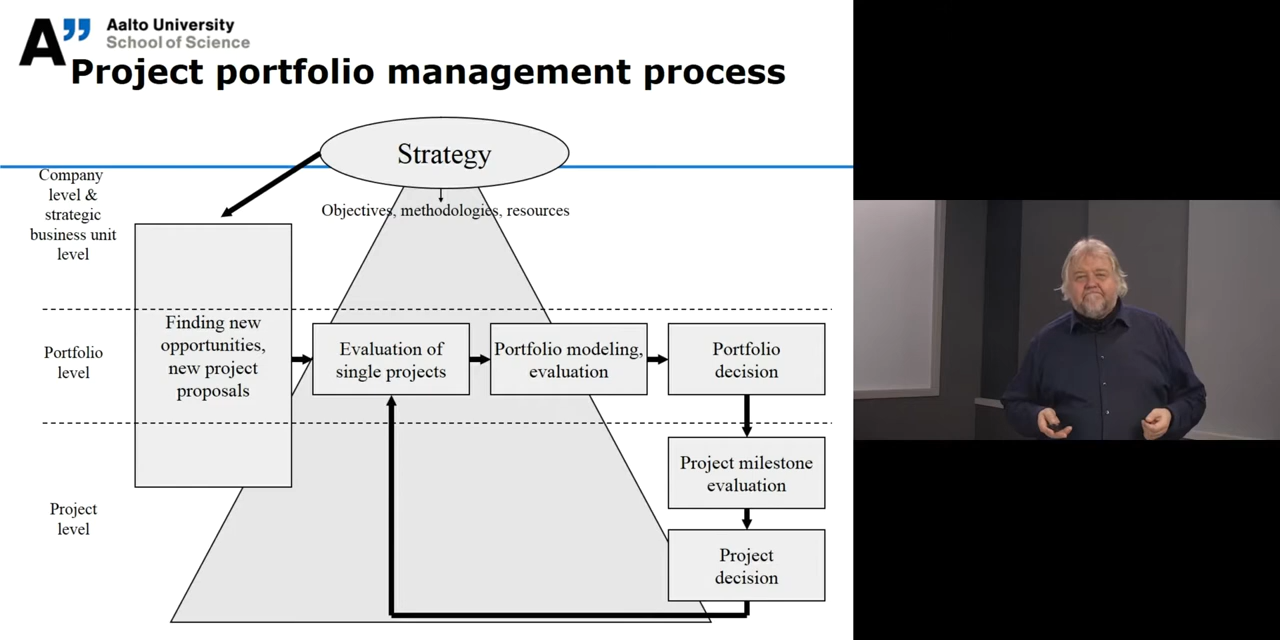 Aalto University
School of Science
Project portfolio management process
Strategy
Company
level &
strategic
business unit
level
Objectives, methodologies, resources
Finding new
opportunities,
new project
proposals
Portfolio
level
Evaluation of
single projects
Portfolio modeling,
evaluation
Portfolio
decision
Project milestone
evaluation
Project
level
Project
decision